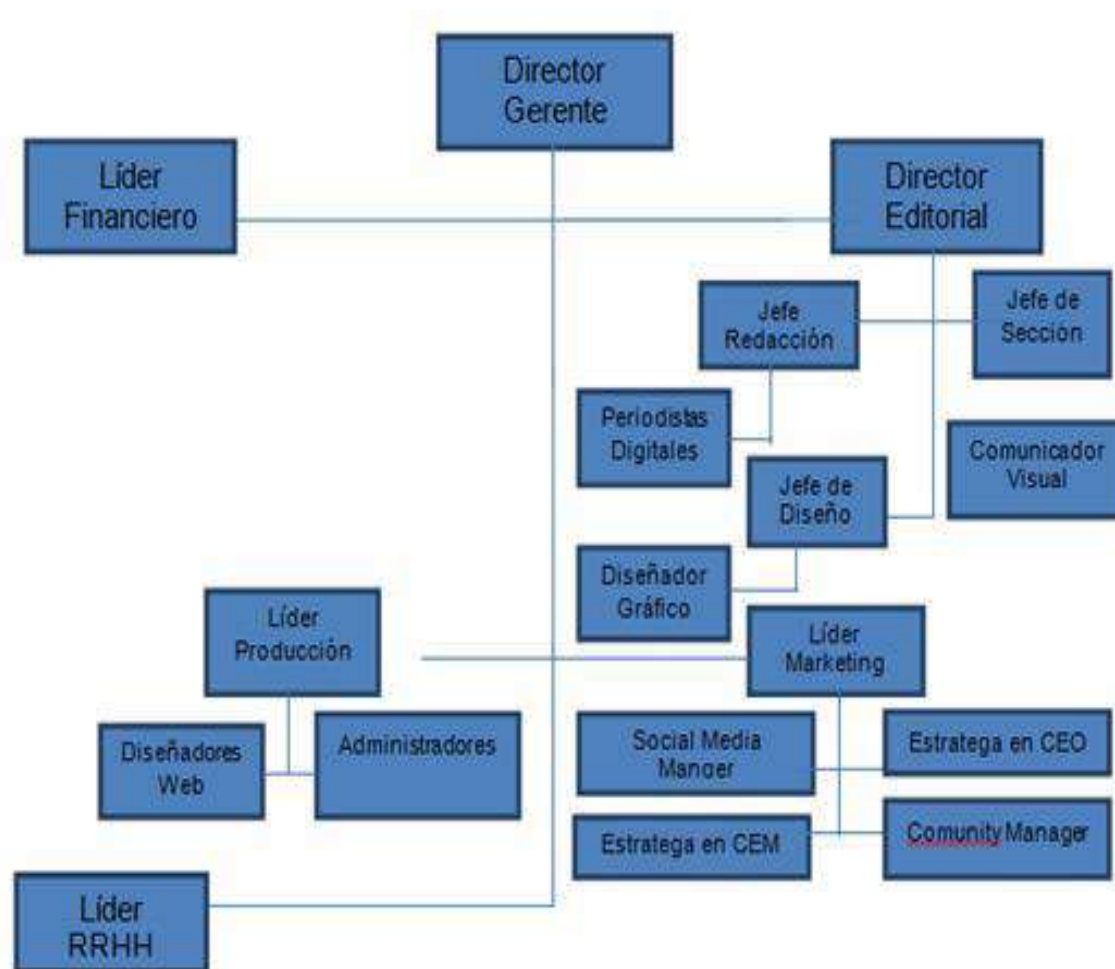 Director
Gerente
Líder
Financiero
Director
Editorial
Jefe
Redacción
Jefe de
Sección
Periodistas
Digitales
Comunicador
Visual
Jefe de
Diseño
Diseñador
Gráfico
Líder
Producción
Líder
Marketing
Diseñadores
Web
Administradores
Social Media
Manger
Estratega en CEO
Estratega en CEM
Comunity Manager
Líder
RRHH